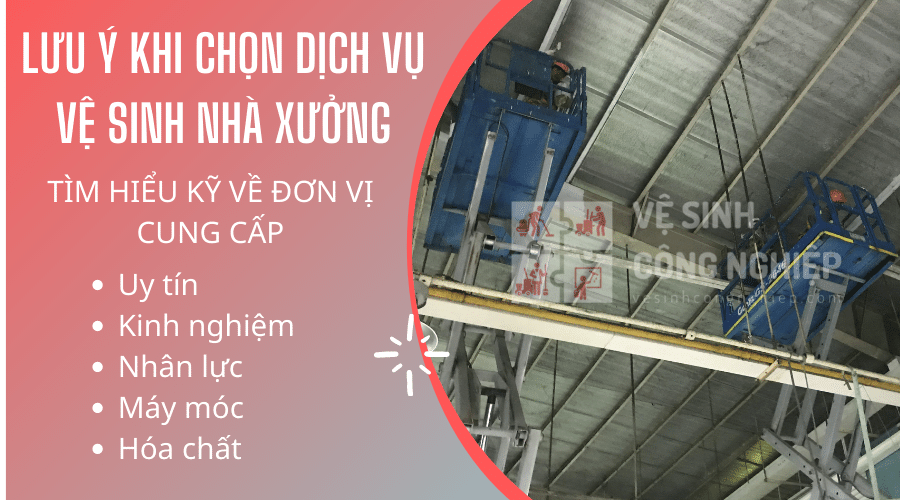 LƯU Ý KHI CHỌN DỊCH VỤ
VỆ SINH NHÀ XƯỞNG
TÌM HIỂU KỸ VỀ ĐƠN VỊ
CUNG CẤP
Uy tín
Kinh nghiệm
Nhân lực
Máy móc
Hóa chất
VỆ SINH
CÔNG NGHIỆP
vesinhcongnghiep.com